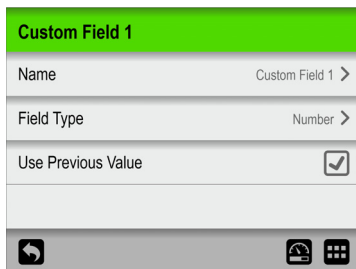 Custom Field 1
Name Custom Field 1
Field Type Number
Use Previous Value